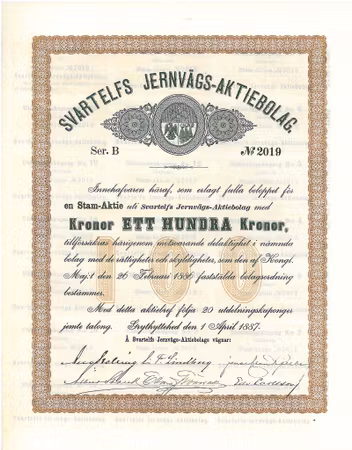 SVARTELFS JERNVÄGS-AKTIEBOLAG.
Ser. B № 2019
Innehafvaren häraf, som erlagt fulla beloppet för
en Stam-Aktie uti Svartelfs Jernvägs-Aktiebolag med
Kronor ETT HUNDRA Kronor,
tillförsäkras härigenom motsvarande delaktighet i nämnda
bolag med de rättigheter och skyldigheter, som den af Kongl.
Maj:t den 26 Februari 1886 fastställda bolagsordning
bestämmer.
Med detta aktiebref följa 20 utdelningskuponger
jemte talong. Grythyttehed den 1 April 1887.
Å Svartelfs Jernvägs-Aktiebolags vägnar:
100